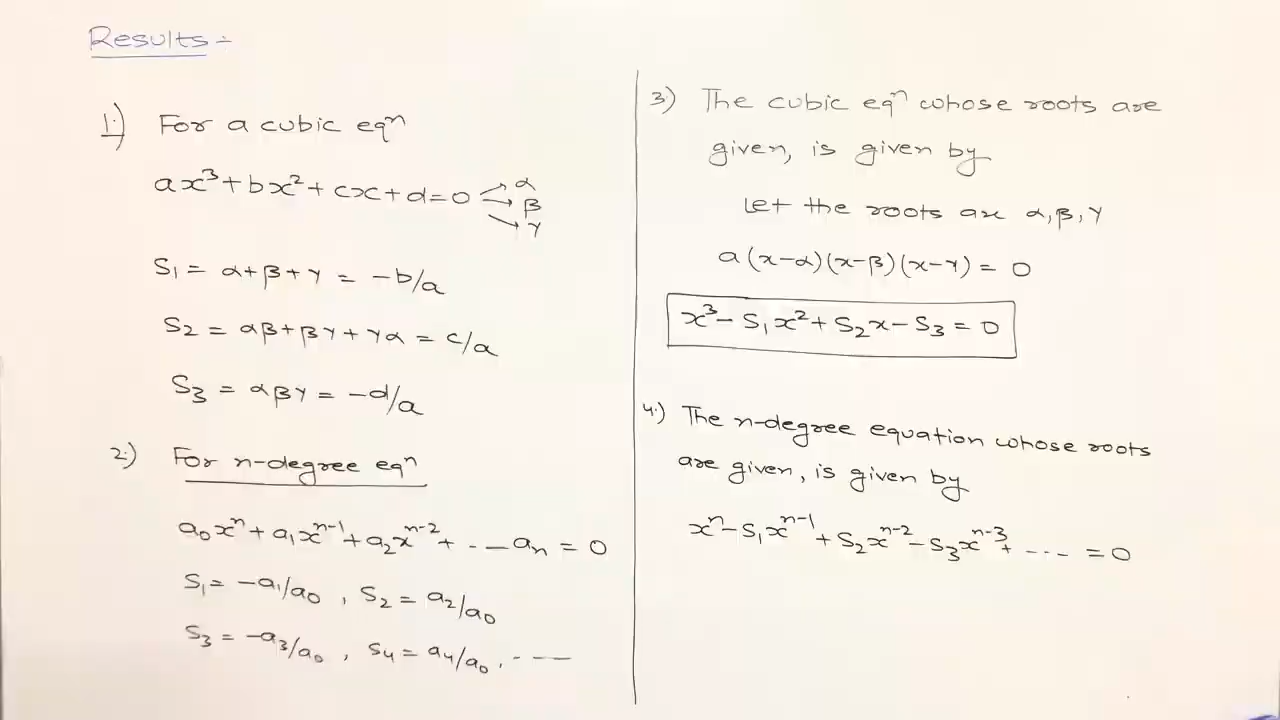 Results :-
1.) For a cubic eqⁿ
ax³ + bx² + cx + d = 0 → α
→ β
→ γ
S₁ = α+β+γ = -b/a
S₂ = αβ+βγ+γα = c/a
S₃ = αβγ = -d/a
2.) For n-degree eqⁿ
a₀xⁿ + a₁xⁿ⁻¹ + a₂xⁿ⁻² + ..— aₙ = 0
S₁ = -a₁/a₀ , S₂ = a₂/a₀
S₃ = -a₃/a₀ , S₄ = a₄/a₀ , - — —
3.) The cubic eqⁿ whose roots are
given, is given by
Let the roots are α, β, γ
a(x-α)(x-β)(x-γ) = 0
x³ - S₁x² + S₂x - S₃ = 0
4.) The n-degree equation whose roots
are given, is given by
xⁿ - S₁xⁿ⁻¹ + S₂xⁿ⁻² - S₃xⁿ⁻³ + ---- = 0